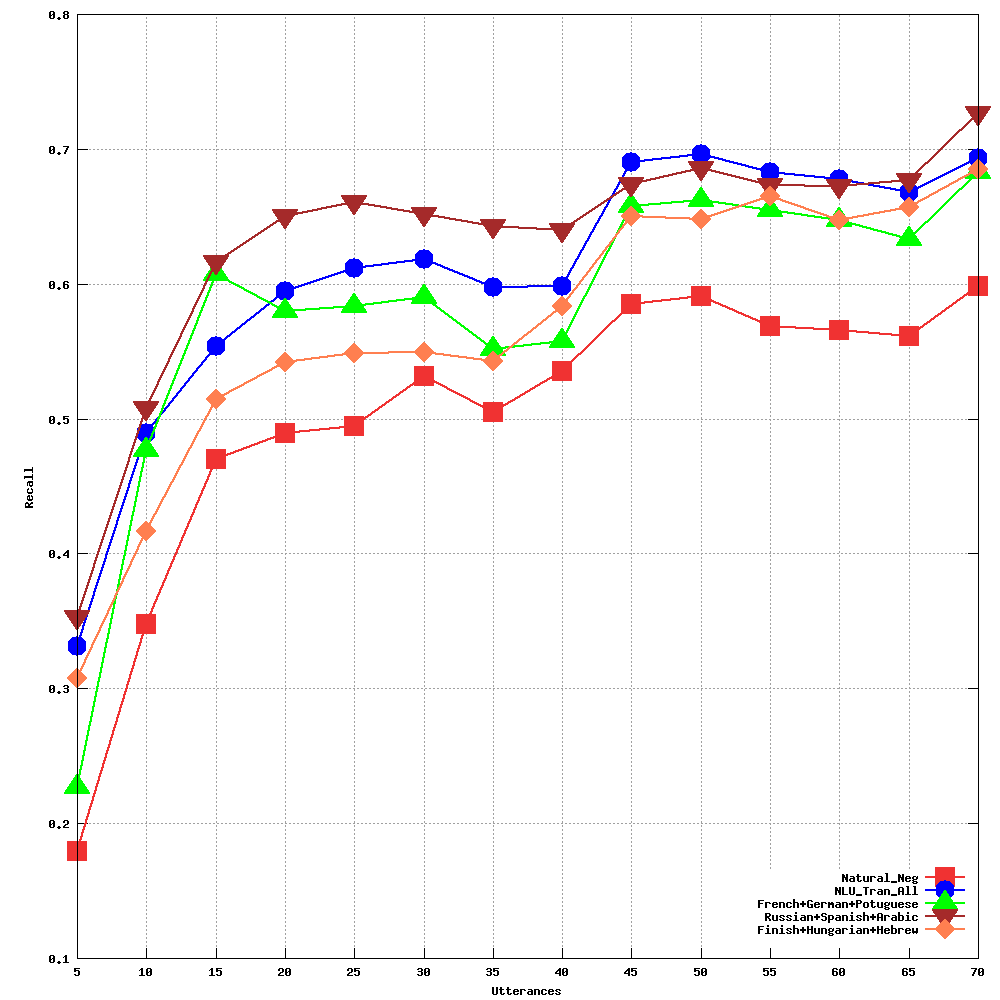 0.8
0.7
0.6
0.5
0.4
0.3
0.2
0.1
Recall
5 10 15 20 25 30 35 40 45 50 55 60 65 70
Utterances
Natural_Neg
NLU_Tran_All
French+German+Potuguese
Russian+Spanish+Arabic
Finish+Hungarian+Hebrew